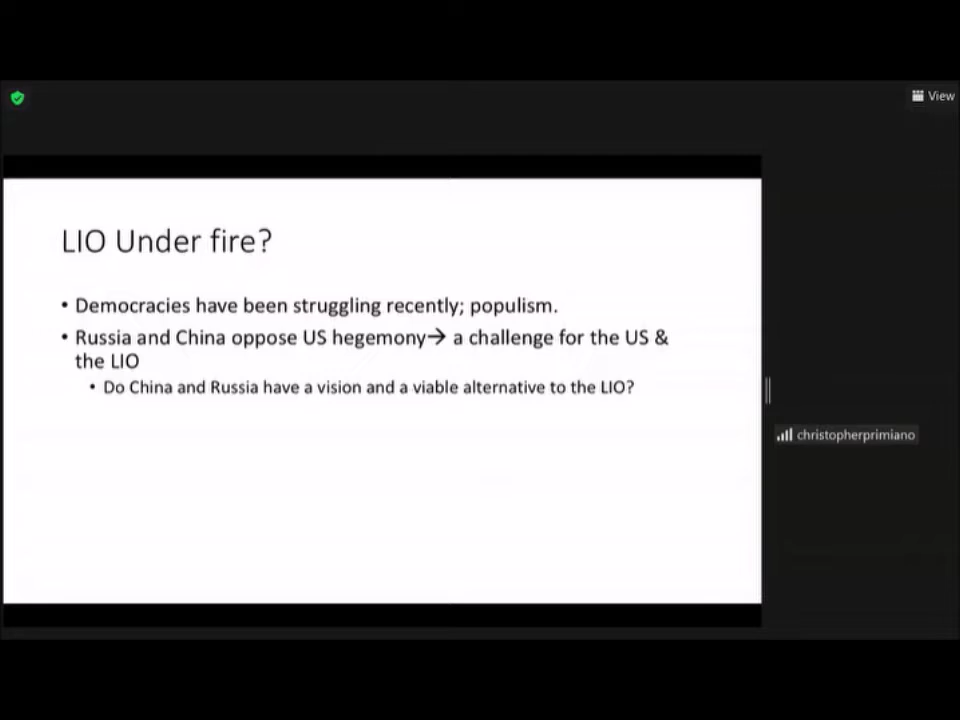 View
LIO Under fire?
• Democracies have been struggling recently; populism.
• Russia and China oppose US hegemony→ a challenge for the US &
the LIO
• Do China and Russia have a vision and a viable alternative to the LIO?
christopherprimiano